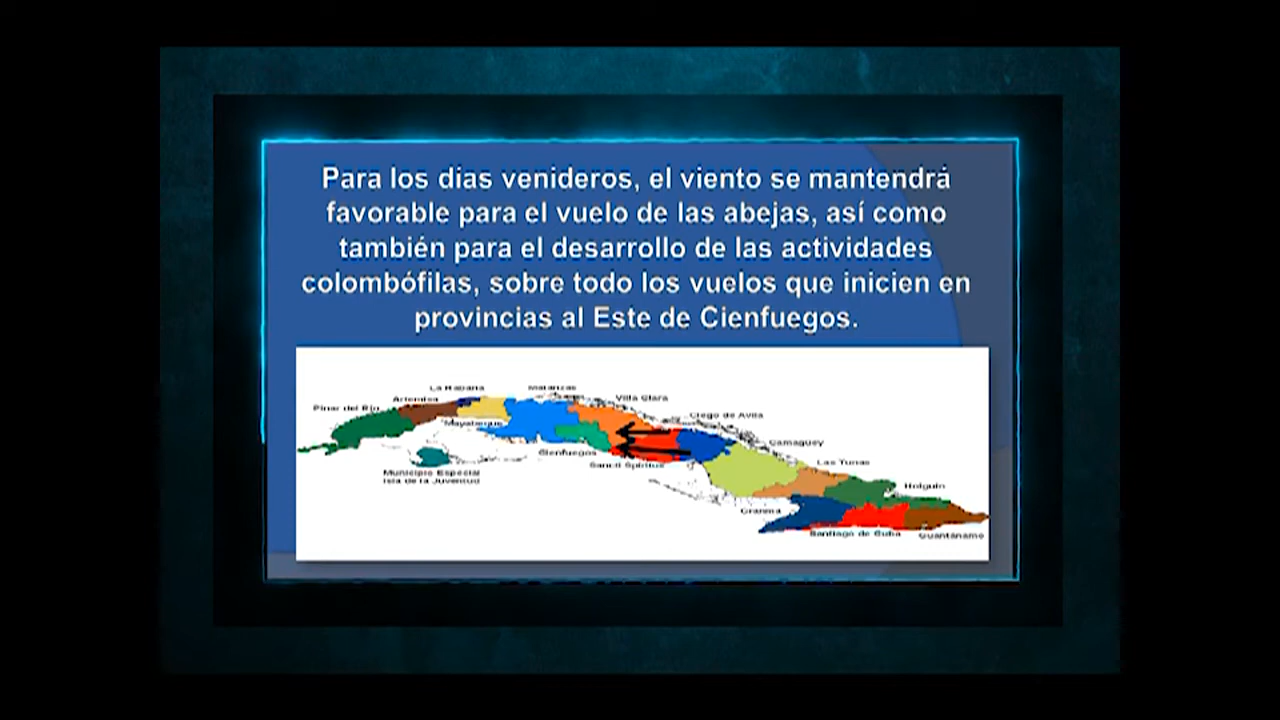 Para los días venideros, el viento se mantendrá
favorable para el vuelo de las abejas, así como
también para el desarrollo de las actividades
colombófilas, sobre todo los vuelos que inicien en
provincias al Este de Cienfuegos.
La Habana
Matanzas
Artemisa
Villa Clara
Pinar del Río
Ciego de Avila
Mayabeque
Camaguey
Cienfuegos
Sancti Spiritus
Las Tunas
Municipio Especial
Isla de la Juventud
Holguin
Granma
Santiago de Cuba
Guantánamo